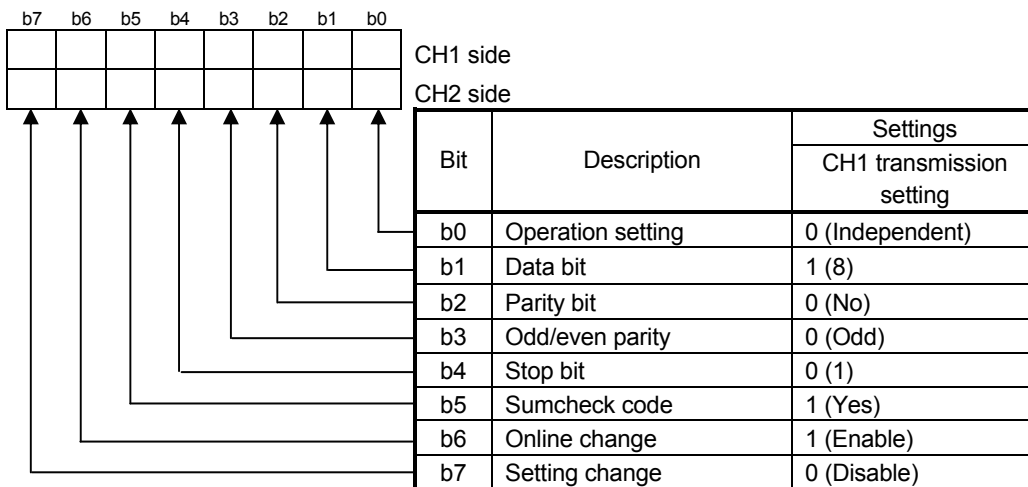 b7 b6 b5 b4 b3 b2 b1 b0
CH1 side
CH2 side
Bit Description Settings
CH1 transmission
setting
b0 Operation setting 0 (Independent)
b1 Data bit 1 (8)
b2 Parity bit 0 (No)
b3 Odd/even parity 0 (Odd)
b4 Stop bit 0 (1)
b5 Sumcheck code 1 (Yes)
b6 Online change 1 (Enable)
b7 Setting change 0 (Disable)